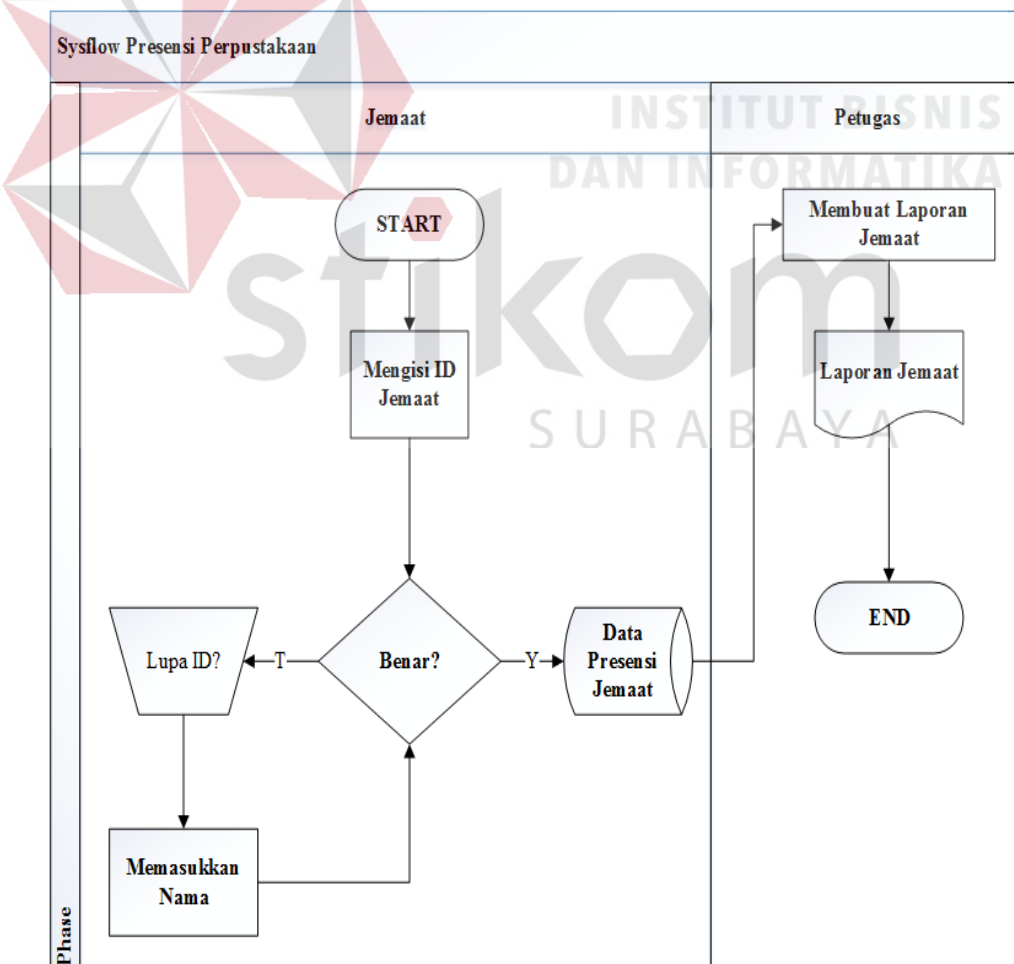 Sysflow Presensi Perpustakaan
Jemaat
Petugas
INSTITUT BISNIS
DAN INFORMATIKA
stikom
SURABAYA
START
Mengisi ID
Jemaat
Benar?
T
Y
Lupa ID?
Memasukkan
Nama
Data
Presensi
Jemaat
Membuat Laporan
Jemaat
Laporan Jemaat
END
Phase